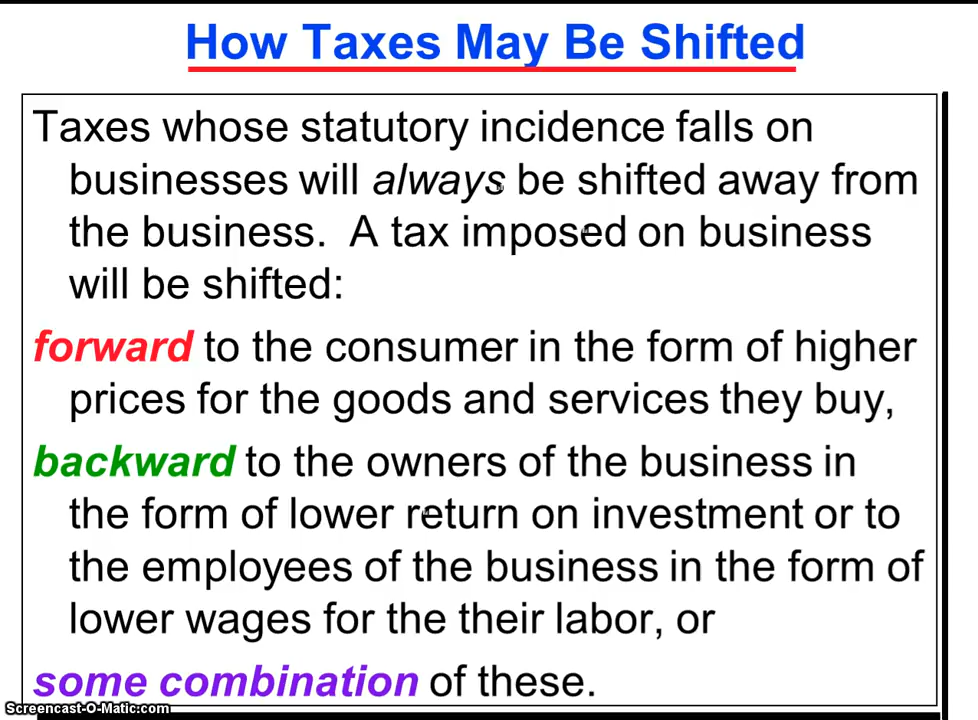 How Taxes May Be Shifted
Taxes whose statutory incidence falls on
businesses will always be shifted away from
the business. A tax imposed on business
will be shifted:
forward to the consumer in the form of higher
prices for the goods and services they buy,
backward to the owners of the business in
the form of lower return on investment or to
the employees of the business in the form of
lower wages for the their labor, or
some combination of these.
Screencast-O-Matic.com